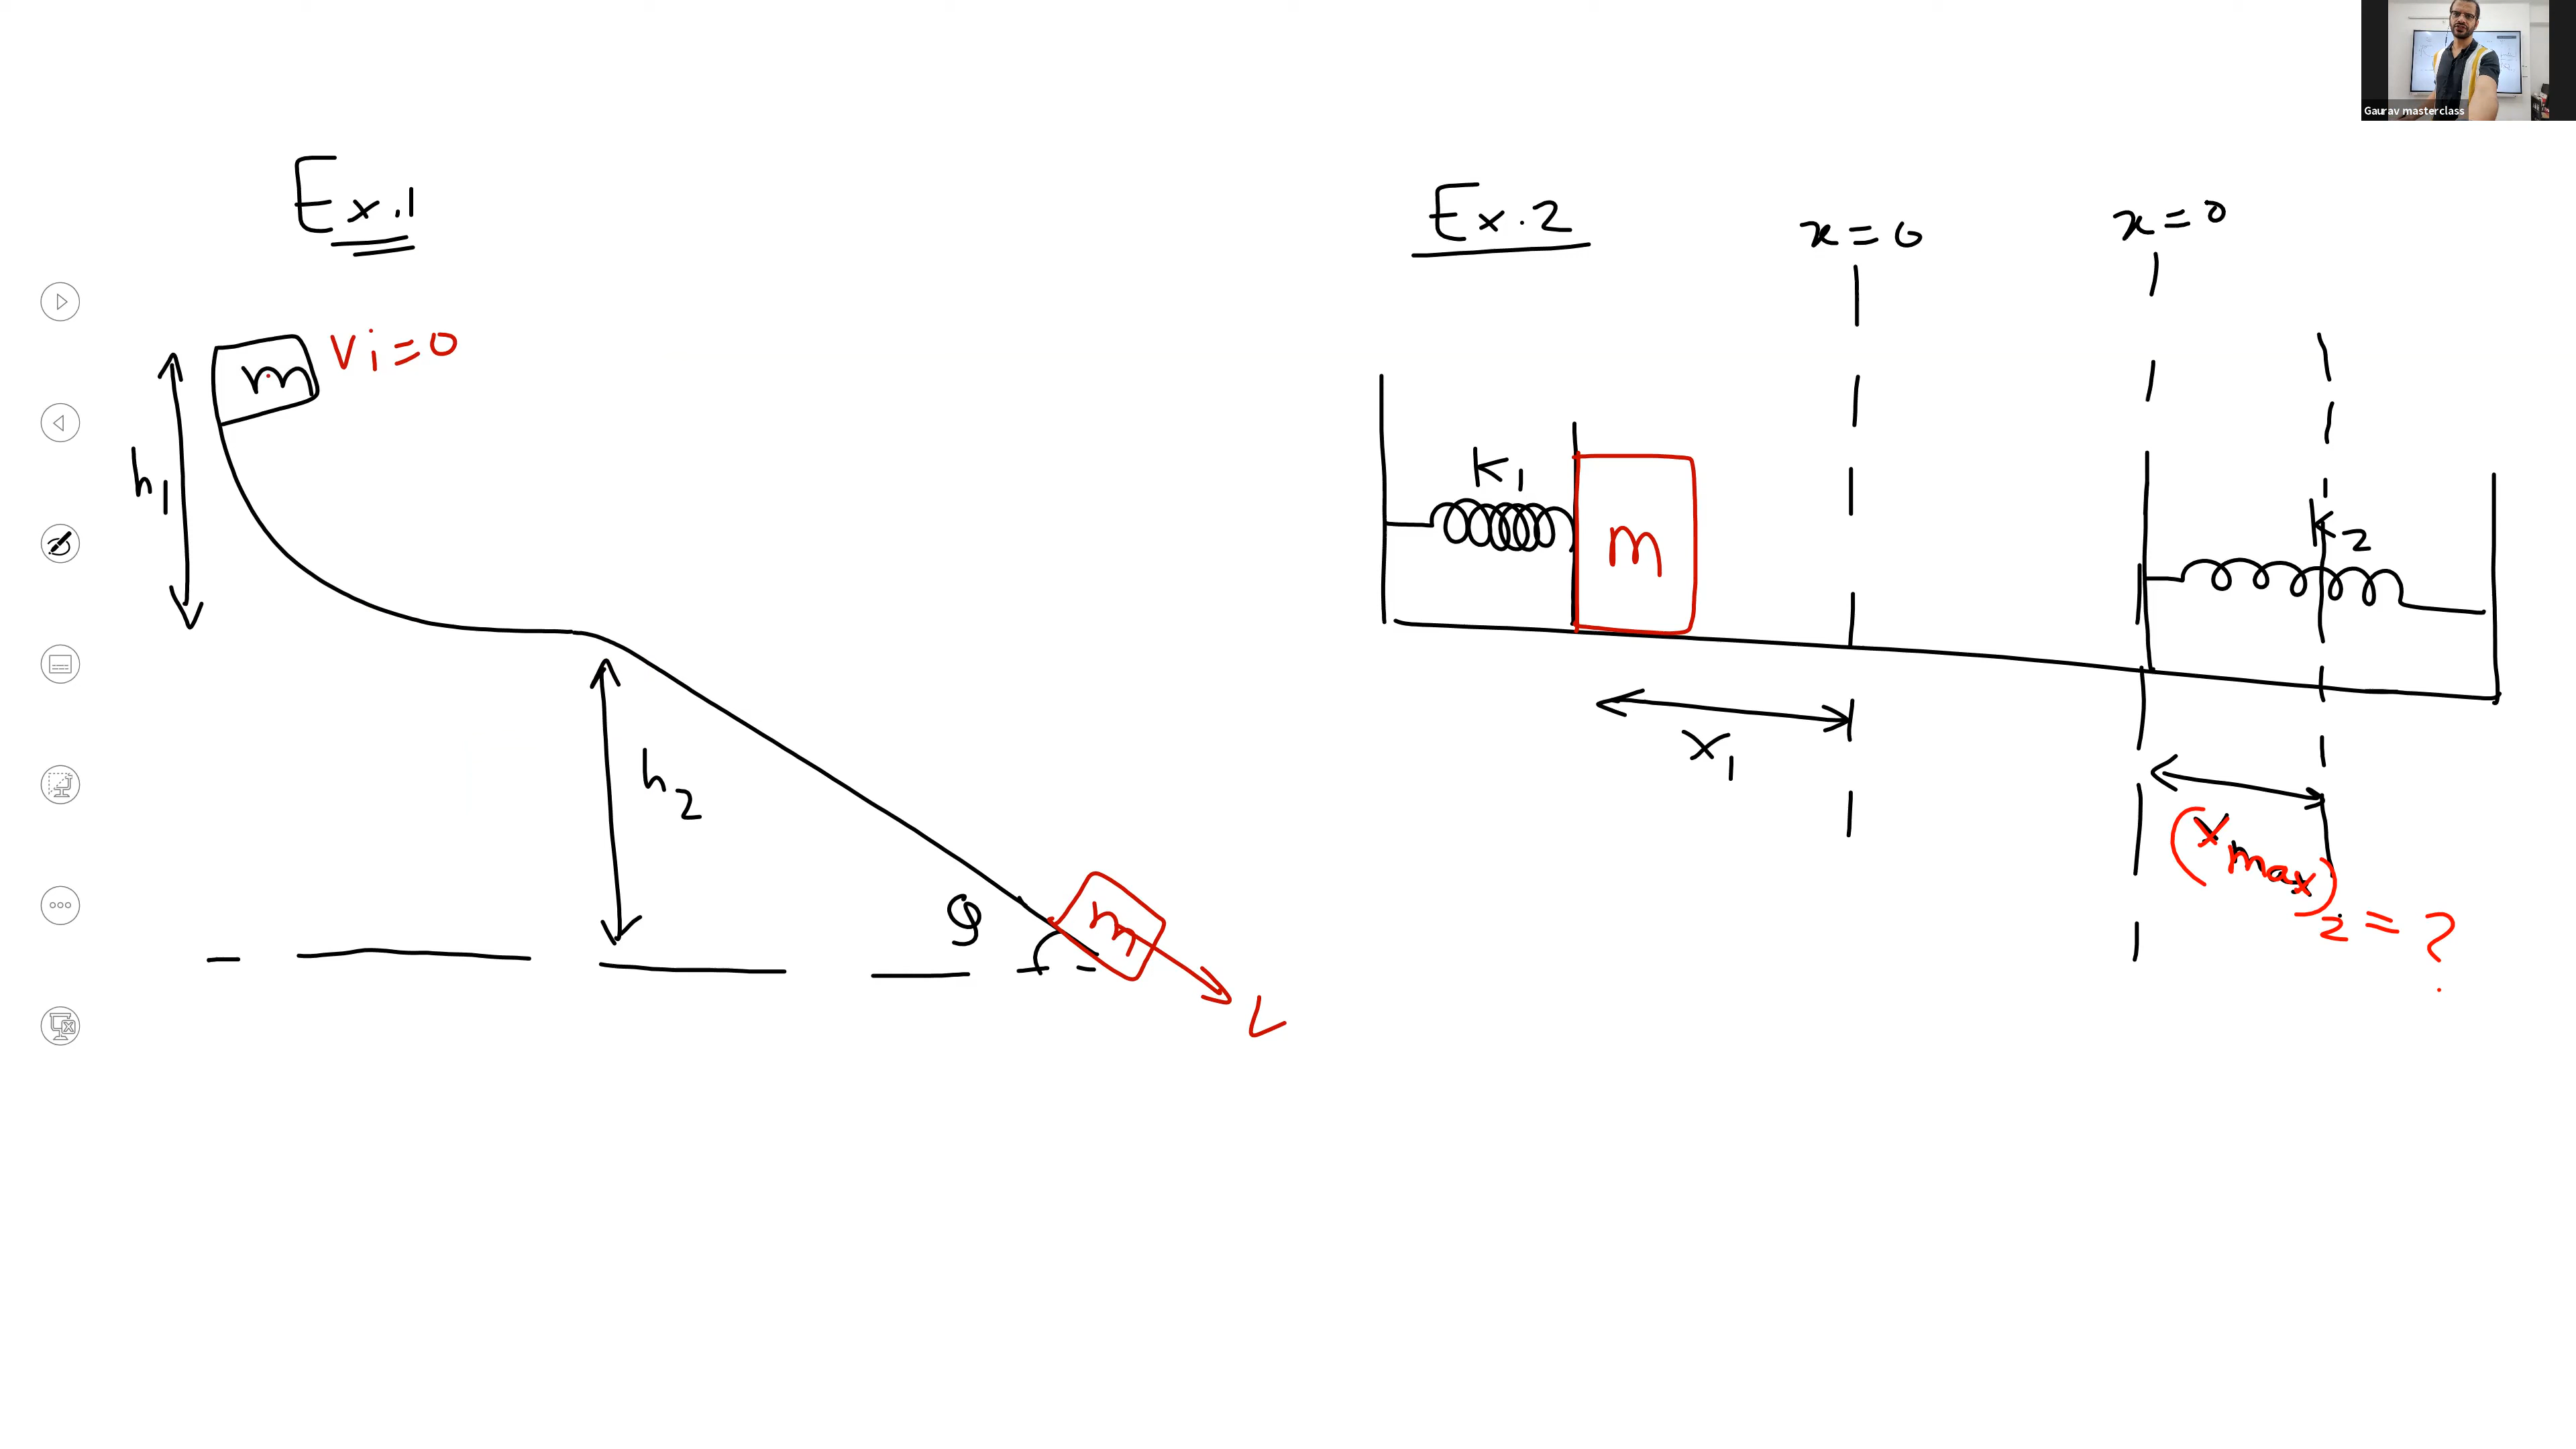 Gaurav masterclass
Ex.1
m
Vi=0
h1
h2
φ
m
V
Ex.2
x=0
x=0
K1
m
K2
x1
(xmax)2=?